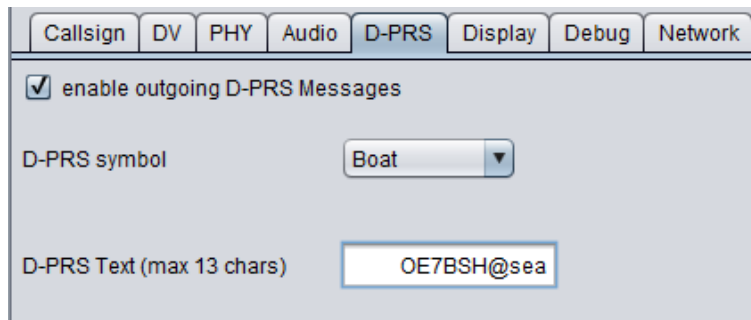 Callsign DV PHY Audio D-PRS Display Debug Network
enable outgoing D-PRS Messages
D-PRS symbol Boat
D-PRS Text (max 13 chars) OE7BSH@sea